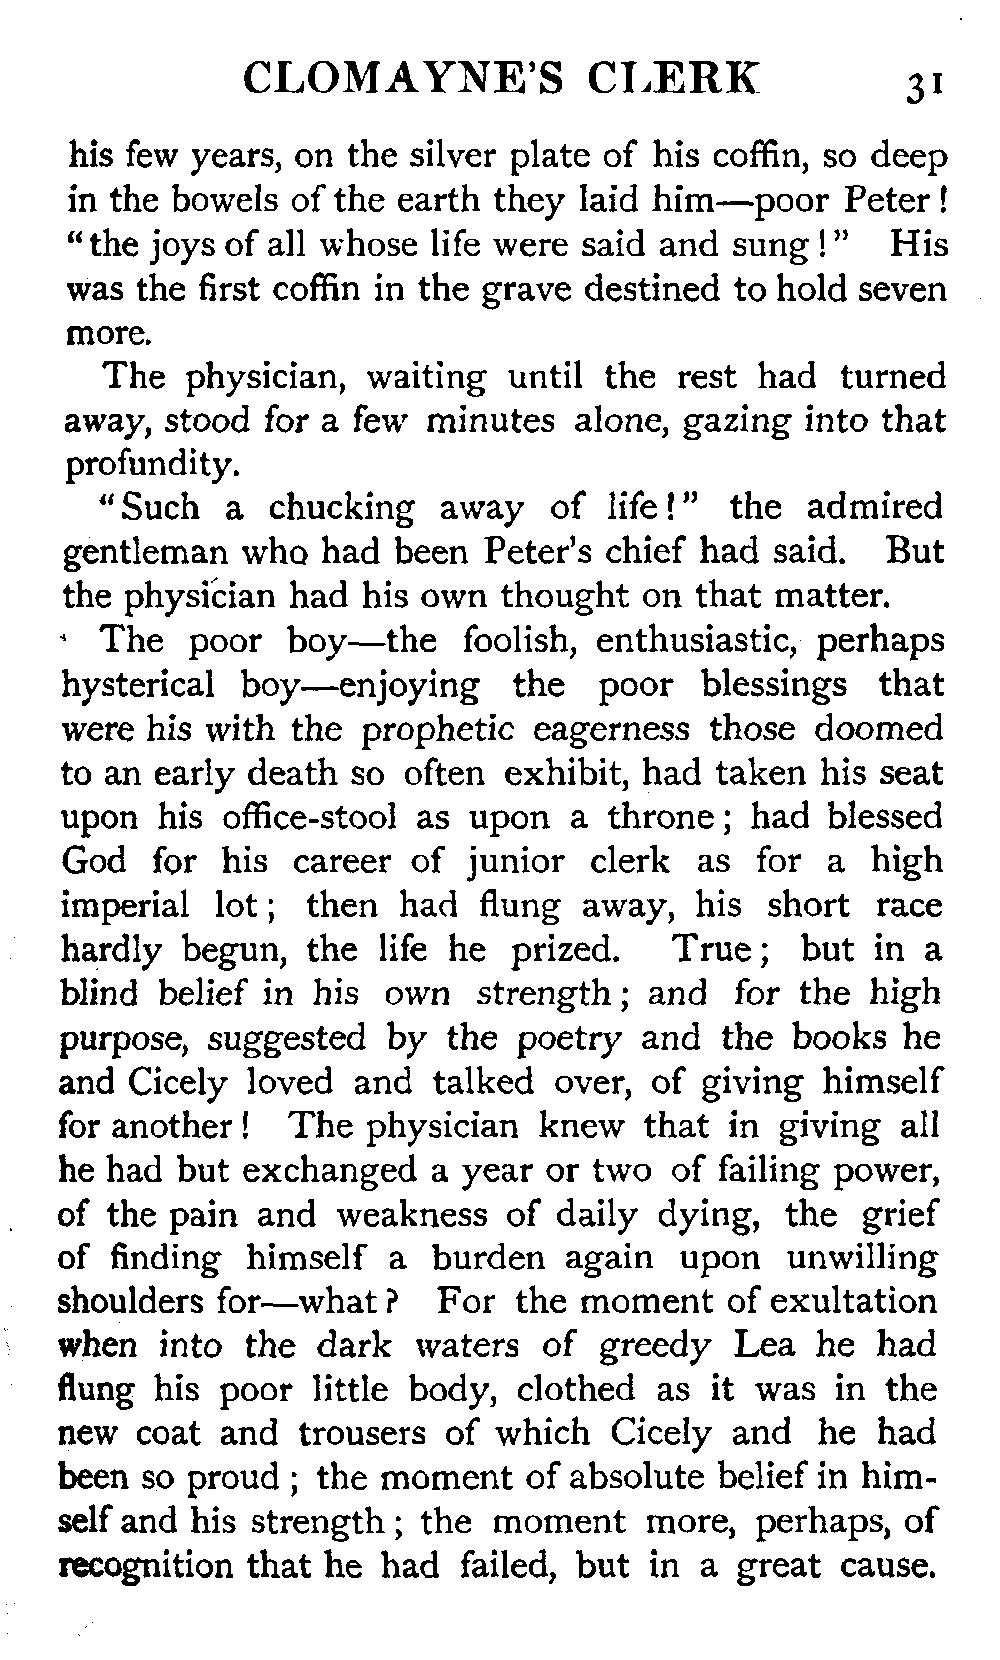 CLOMAYNE'S CLERK 31
his few years, on the silver plate of his coffin, so deep
in the bowels of the earth they laid him—poor Peter!
"the joys of all whose life were said and sung!" His
was the first coffin in the grave destined to hold seven
more.
The physician, waiting until the rest had turned
away, stood for a few minutes alone, gazing into that
profundity.
"Such a chucking away of life!" the admired
gentleman who had been Peter's chief had said. But
the physician had his own thought on that matter.
The poor boy—the foolish, enthusiastic, perhaps
hysterical boy—enjoying the poor blessings that
were his with the prophetic eagerness those doomed
to an early death so often exhibit, had taken his seat
upon his office-stool as upon a throne; had blessed
God for his career of junior clerk as for a high
imperial lot; then had flung away, his short race
hardly begun, the life he prized. True; but in a
blind belief in his own strength; and for the high
purpose, suggested by the poetry and the books he
and Cicely loved and talked over, of giving himself
for another! The physician knew that in giving all
he had but exchanged a year or two of failing power,
of the pain and weakness of daily dying, the grief
of finding himself a burden again upon unwilling
shoulders for—what? For the moment of exultation
when into the dark waters of greedy Lea he had
flung his poor little body, clothed as it was in the
new coat and trousers of which Cicely and he had
been so proud; the moment of absolute belief in him-
self and his strength; the moment more, perhaps, of
recognition that he had failed, but in a great cause.